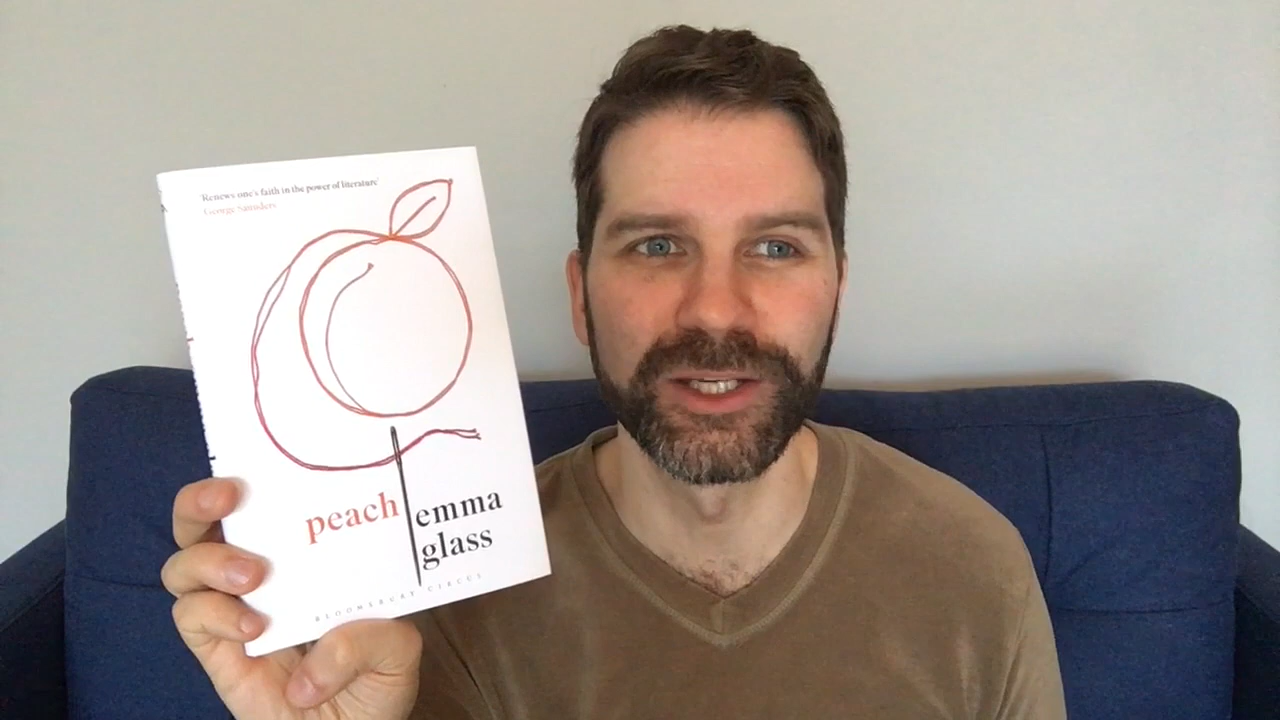 'Renews one's faith in the power of literature'
George Saunders
peach
emma
glass
BLOOMSBURY CIRCUS